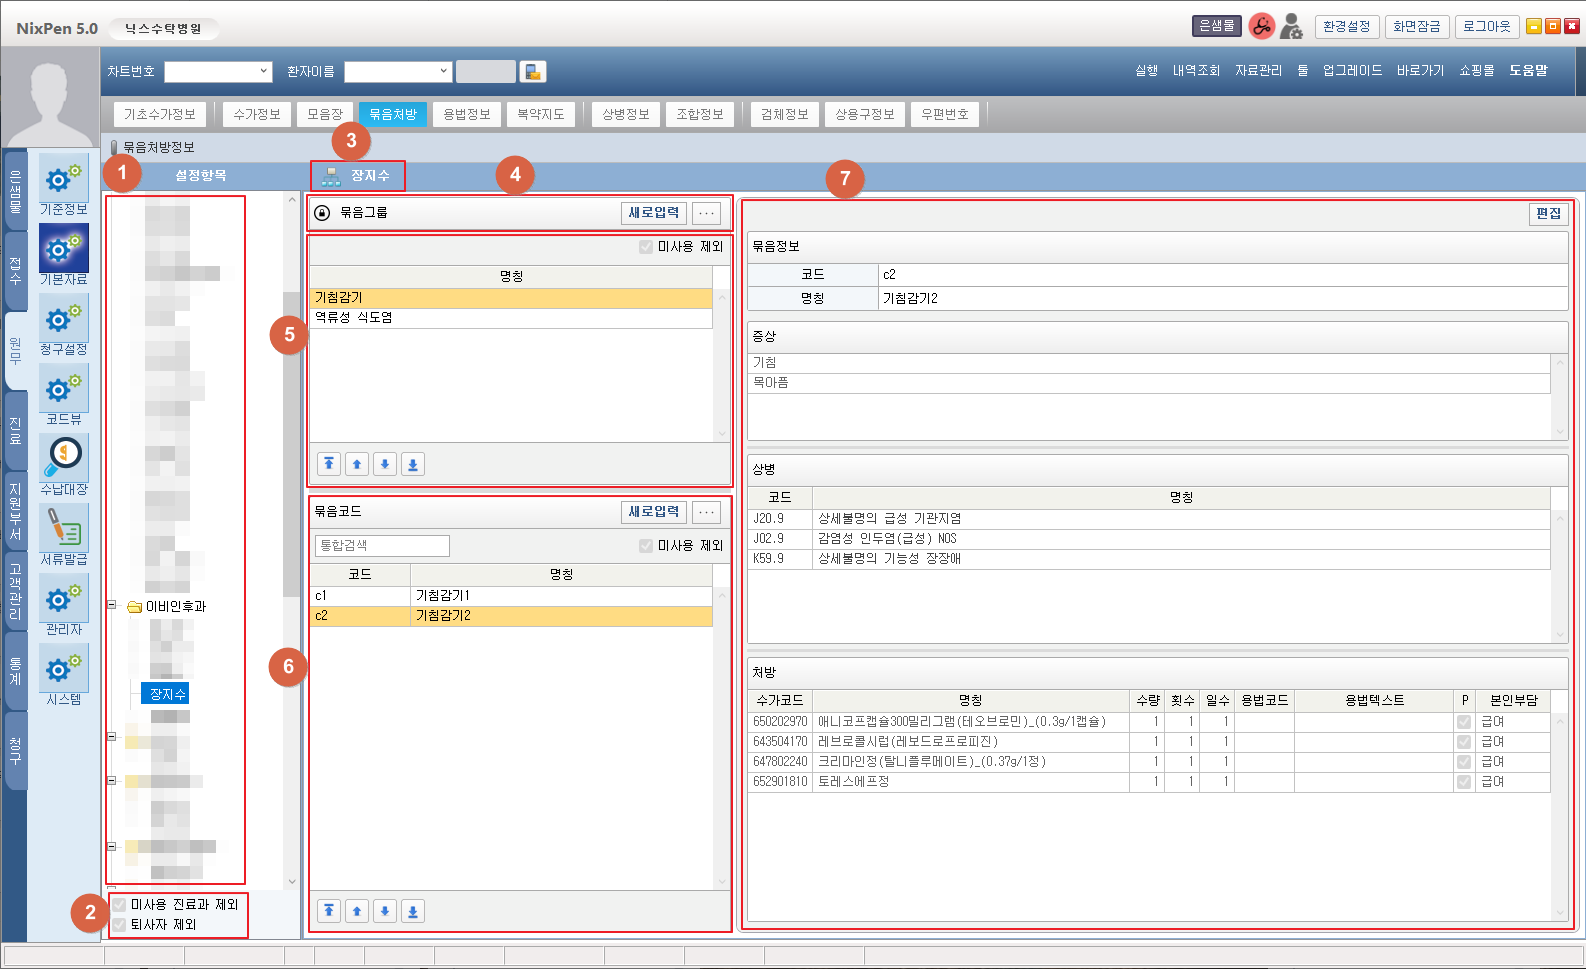 NixPen 5.0 닉스수탁병원 은샘물 환경설정 화면잠금 로그아웃
차트번호 환자이름 실행 내역조회 자료관리 툴 업그레이드 바로가기 쇼핑몰 도움말
기초수가정보 수가정보 모음장 묶음처방 용법정보 복약지도 상병정보 조합정보 검체정보 상용구정보 우편번호
묶음처방정보
1 설정항목 3 장지수 4 7
은샘물
접수
원무
진료
지원부서
고객관리
통계
청구
기준정보
기본자료
청구설정
코드뷰
수납대장
서류발급
관리자
시스템
이비인후과
장지수
2
미사용 진료과 제외
퇴사자 제외
묶음그룹 새로입력 ...
미사용 제외
명칭
5
기침감기
역류성 식도염
묶음코드 새로입력 ...
통합검색 미사용 제외
코드 명칭
c1 기침감기1
c2 기침감기2
6
편집
묶음정보
코드 c2
명칭 기침감기2
증상
기침
목아픔
상병
코드 명칭
J20.9 상세불명의 급성 기관지염
J02.9 감염성 인두염(급성) NOS
K59.9 상세불명의 기능성 장장애
처방
수가코드 명칭 수량 횟수 일수 용법코드 용법텍스트 P 본인부담
650202970 애니코프캡슐300밀리그램(테오브로민)_(0.3g/1캡슐) 1 1 1 급여
643504170 레브로콜시럽(레보드로프로피진) 1 1 1 급여
647802240 크리마인정(탈니플루메이트)_(0.37g/1정) 1 1 1 급여
652901810 토레스에프정 1 1 1 급여